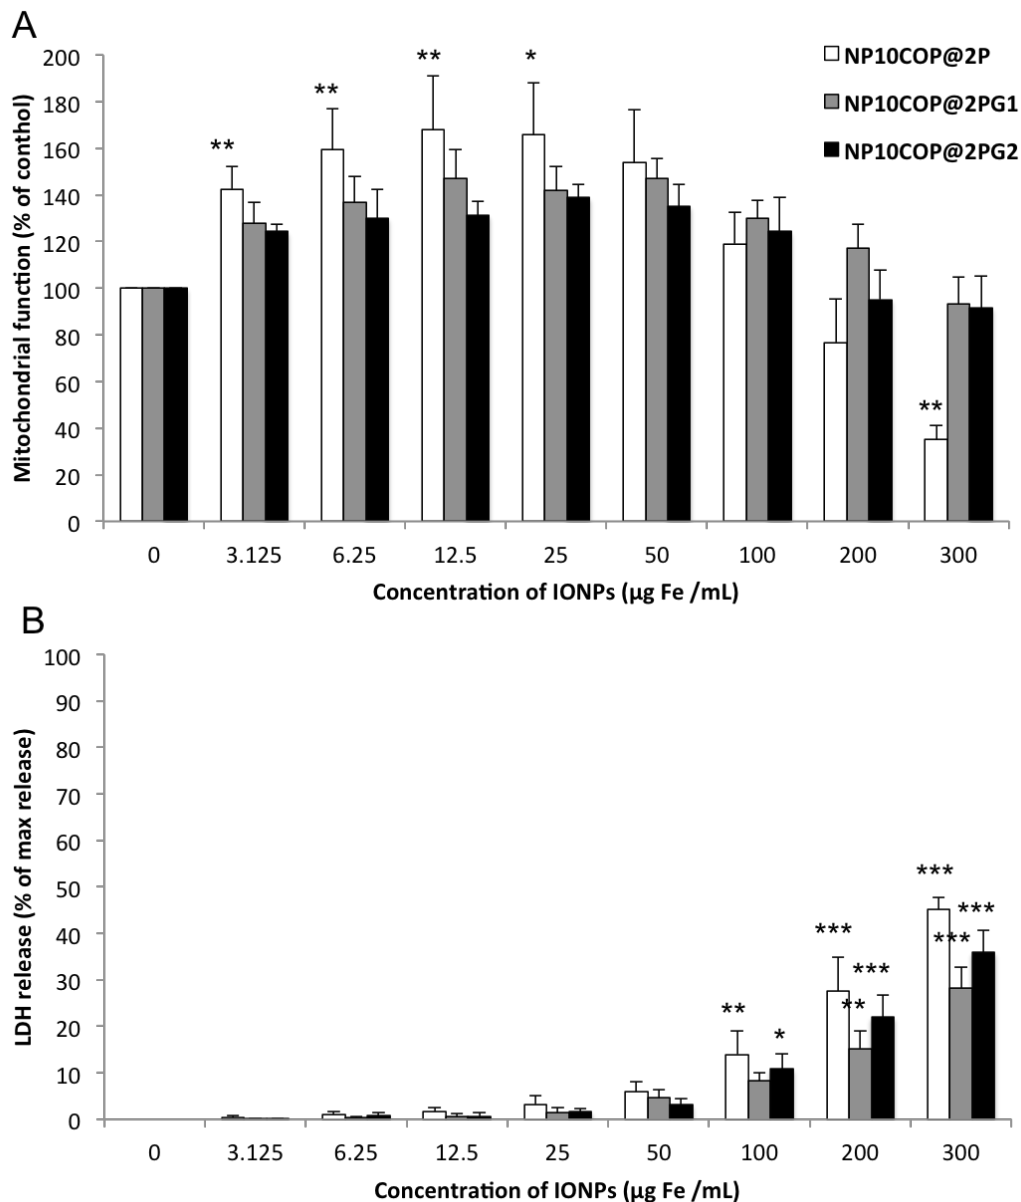 A
200
180
160
140
120
100
80
60
40
20
0
Mitochondrial function (% of conthol)
** ** ** * **
NP10COP@2P
NP10COP@2PG1
NP10COP@2PG2
0 3.125 6.25 12.5 25 50 100 200 300
Concentration of IONPs (µg Fe /mL)
B
100
90
80
70
60
50
40
30
20
10
0
LDH release (% of max release)
** * *** ** *** *** *** ***
0 3.125 6.25 12.5 25 50 100 200 300
Concentration of IONPs (µg Fe /mL)